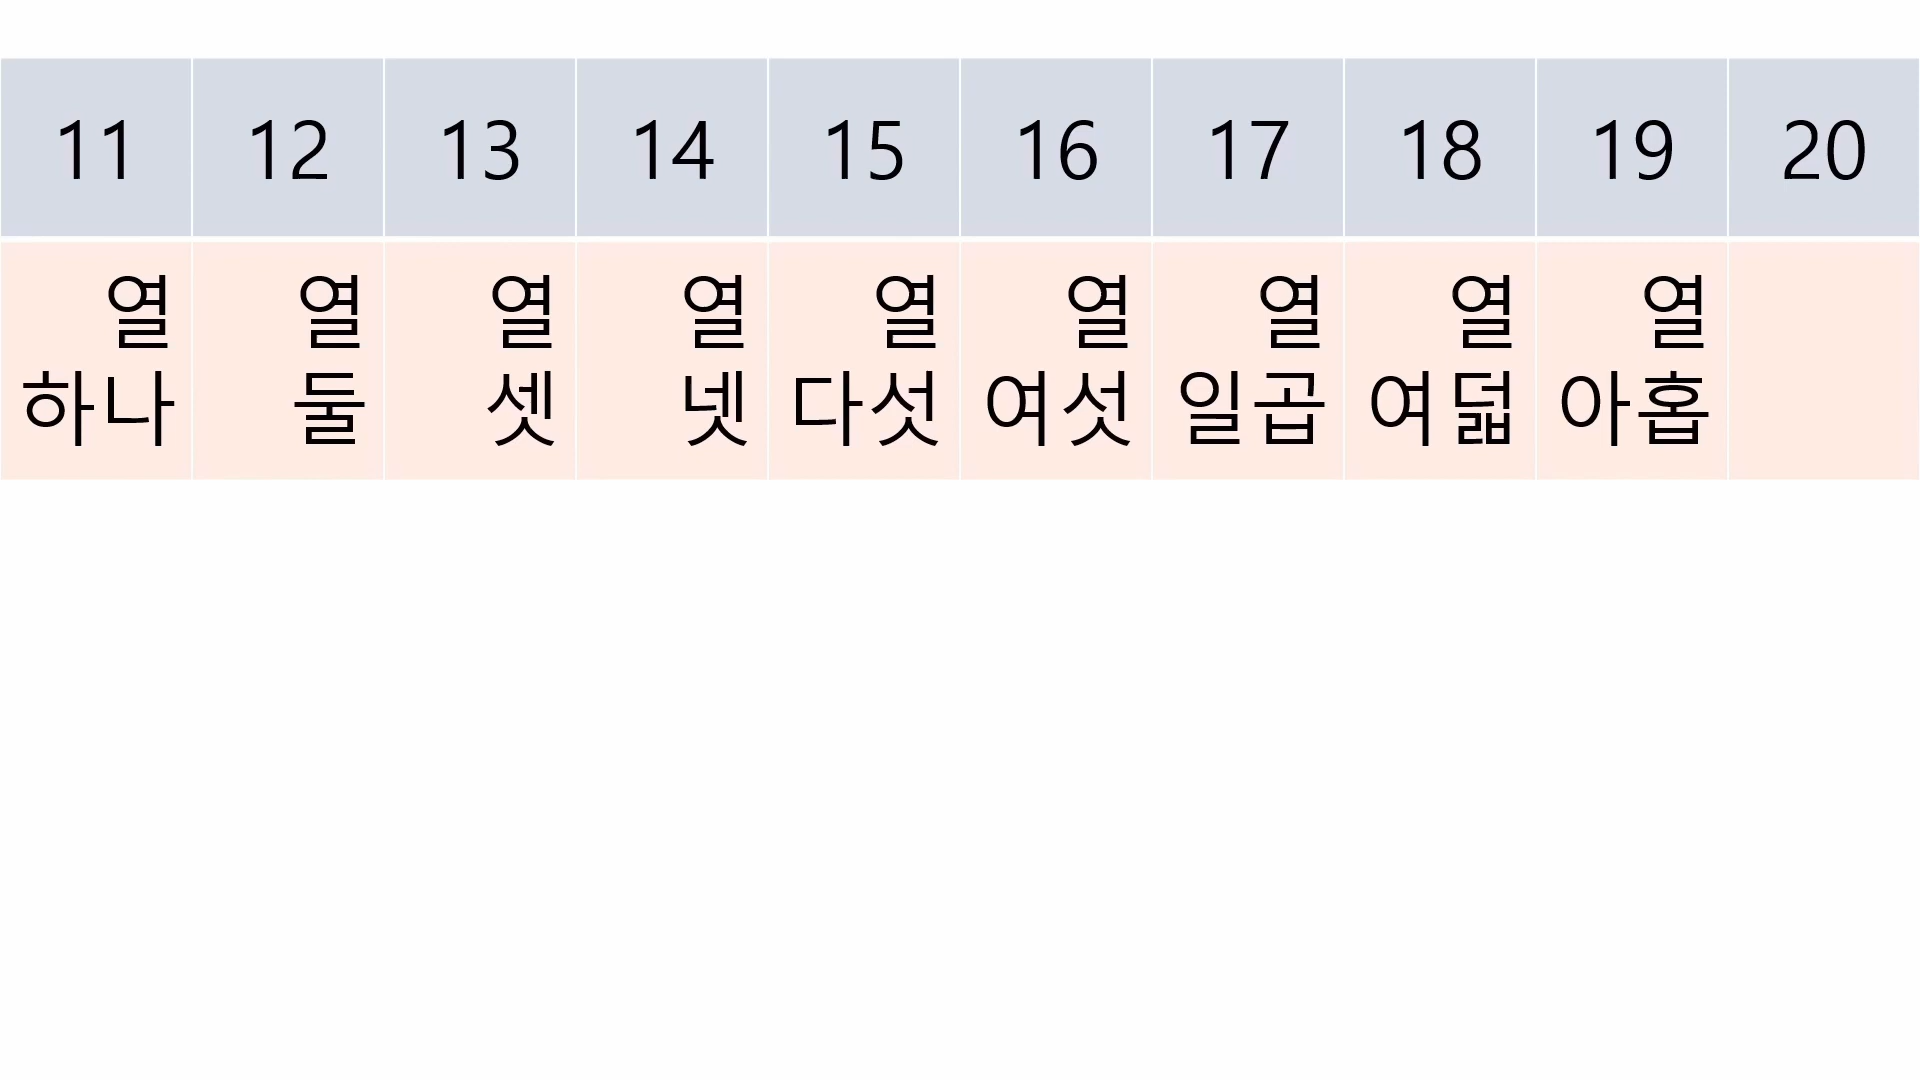 11 12 13 14 15 16 17 18 19 20
열 열 열 열 열 열 열 열 열
하나 둘 셋 넷 다섯 여섯 일곱 여덟 아홉